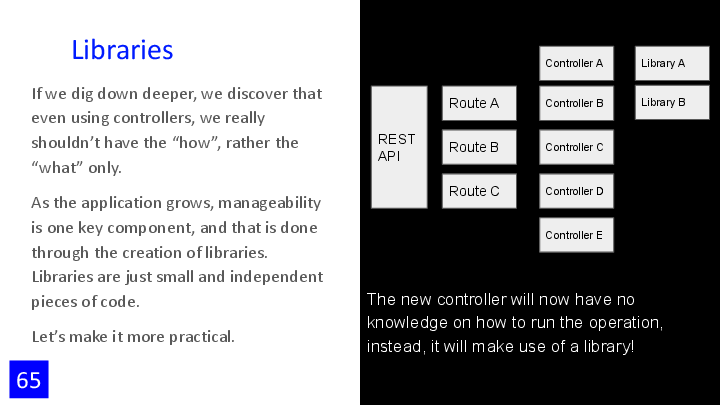 Libraries
If we dig down deeper, we discover that
even using controllers, we really
shouldn’t have the “how”, rather the
“what” only.
As the application grows, manageability
is one key component, and that is done
through the creation of libraries.
Libraries are just small and independent
pieces of code.
Let’s make it more practical.
65
REST
API
Route A
Route B
Route C
Controller A
Controller B
Controller C
Controller D
Controller E
Library A
Library B
The new controller will now have no
knowledge on how to run the operation,
instead, it will make use of a library!